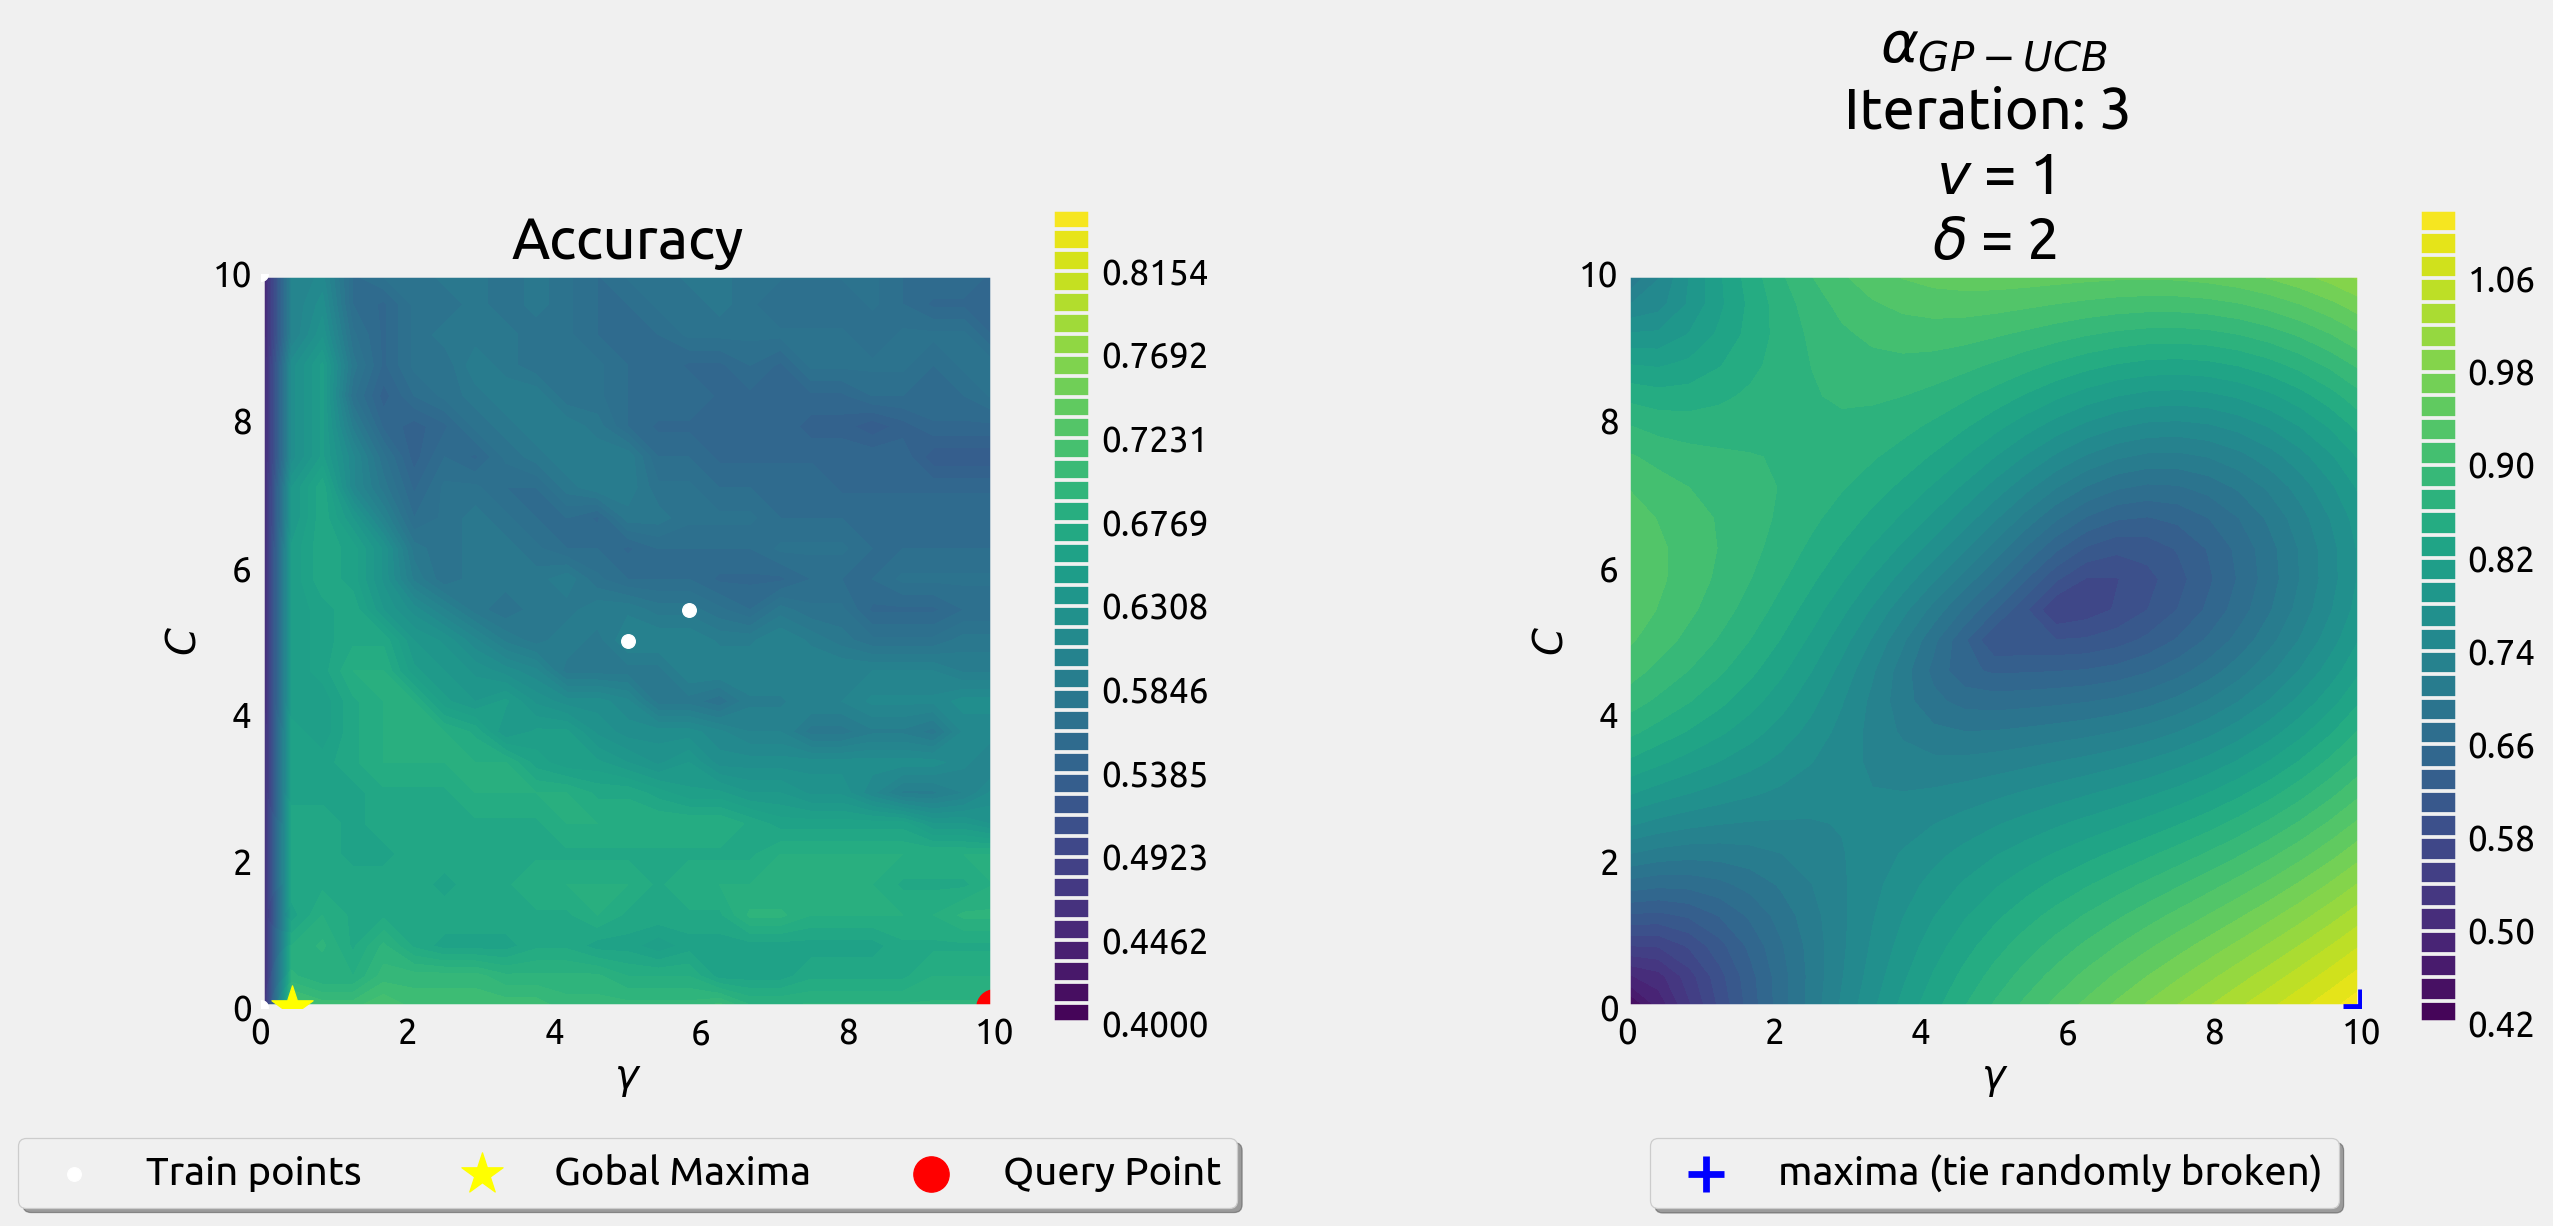 α_{GP − UCB}
Iteration: 3
ν = 1
δ = 2
Accuracy
10
8
6
4
2
0
C
0 2 4 6 8 10
γ
0.8154
0.7692
0.7231
0.6769
0.6308
0.5846
0.5385
0.4923
0.4462
0.4000
10
8
6
4
2
0
C
0 2 4 6 8 10
γ
1.06
0.98
0.90
0.82
0.74
0.66
0.58
0.50
0.42
Train points Gobal Maxima Query Point
maxima (tie randomly broken)